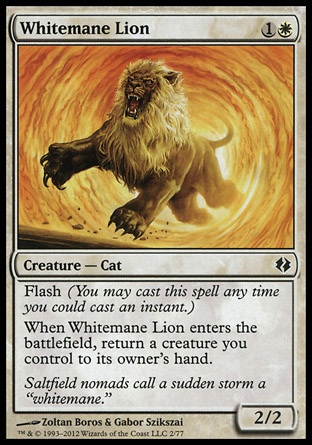 Whitemane Lion 1
Creature — Cat
Flash (You may cast this spell any time
you could cast an instant.)
When Whitemane Lion enters the
battlefield, return a creature you
control to its owner's hand.
Saltfield nomads call a sudden storm a
"whitemane."
Zoltan Boros & Gabor Szikszai
™ & © 1993–2012 Wizards of the Coast LLC 2/77
2/2